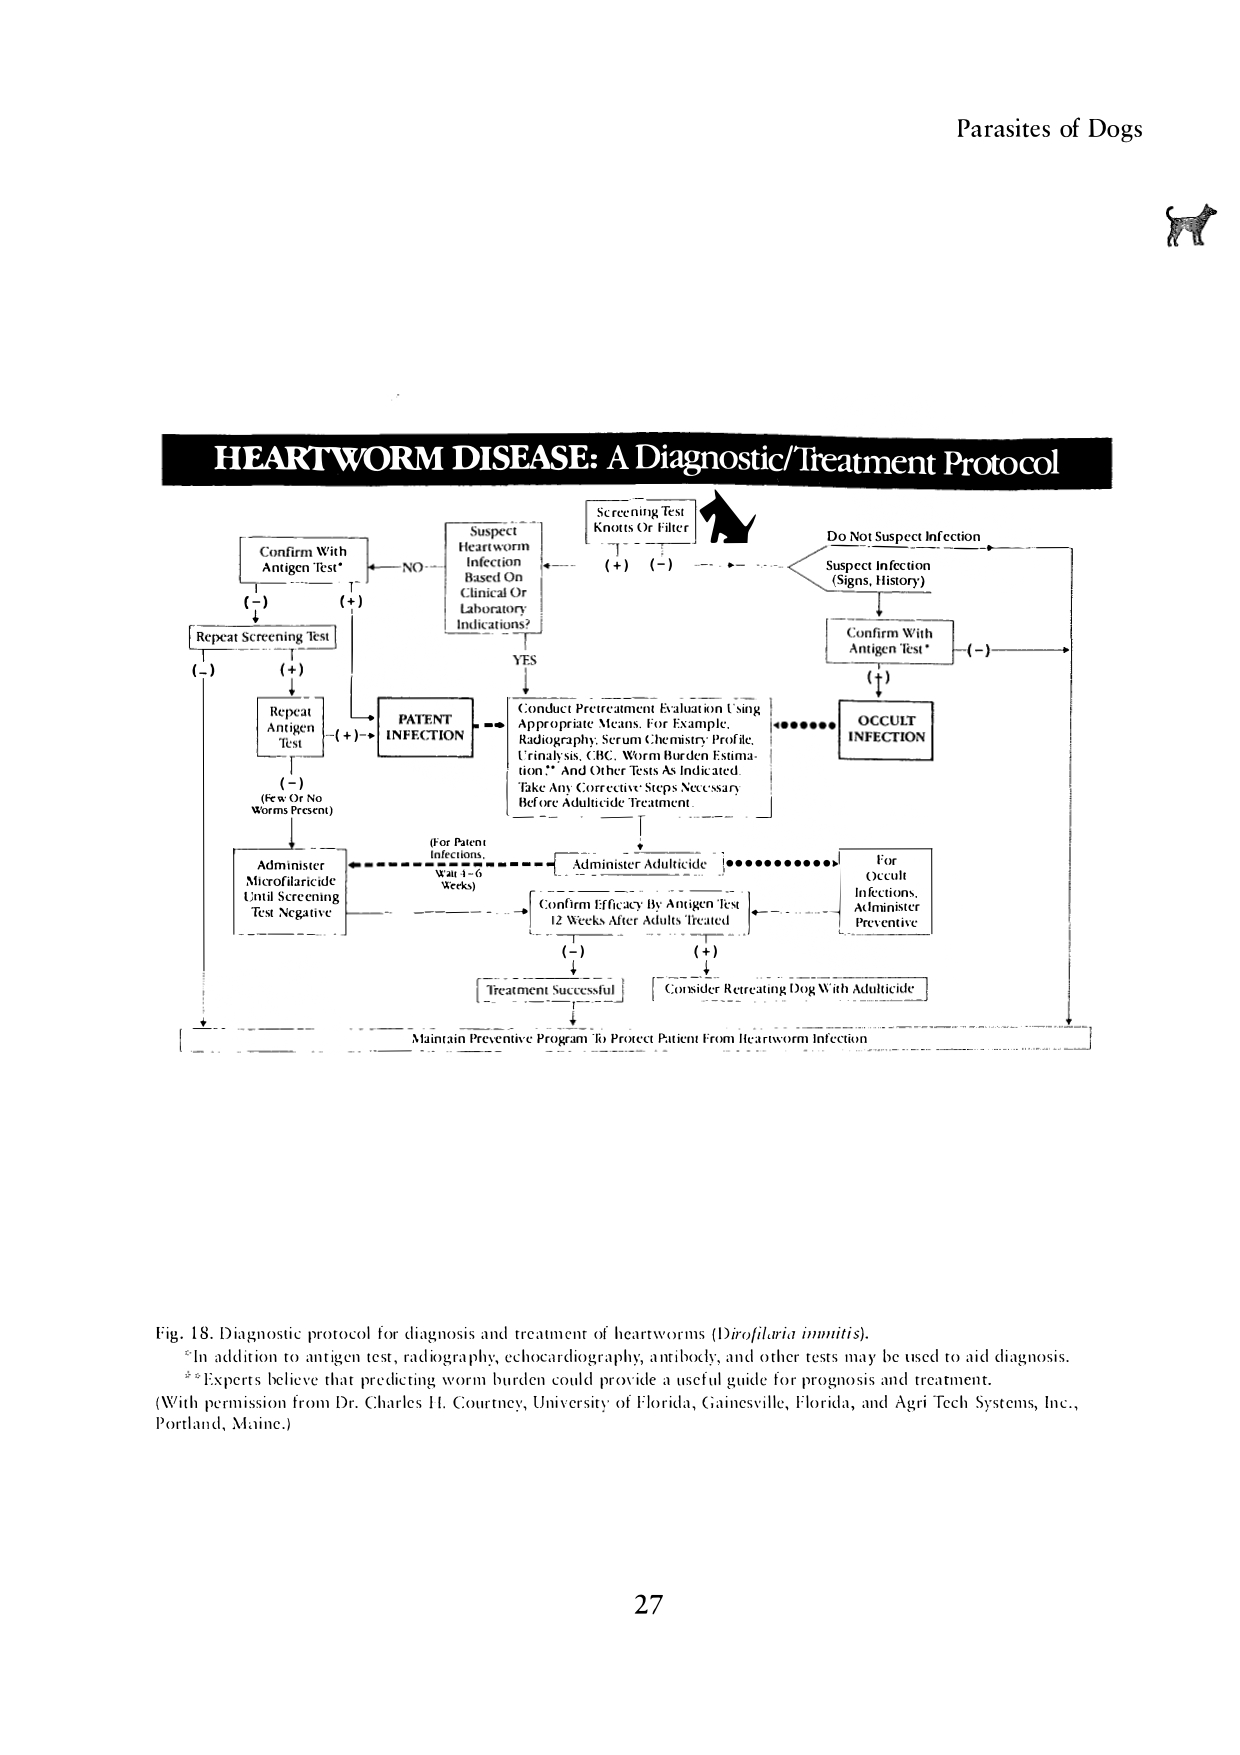 Parasites of Dogs
HEARTWORM DISEASE: A Diagnostic/Treatment Protocol
Screening Test
Knotts Or Filter
(+) (-)
Suspect
Heartworm
Infection
Based On
Clinical Or
Laboratory
Indications?
NO
YES
Confirm With
Antigen Test*
(-)
(+)
Repeat Screening Test
(-)
(+)
Repeat
Antigen
Test
(+)
(-)
(Few Or No
Worms Present)
PATENT
INFECTION
Do Not Suspect Infection
Suspect Infection
(Signs, History)
Confirm With
Antigen Test*
(-)
(+)
OCCULT
INFECTION
Conduct Pretreatment Evaluation Using
Appropriate Means. For Example,
Radiography, Serum Chemistry Profile,
Urinalysis, CBC, Worm Burden Estima-
tion,** And Other Tests As Indicated.
Take Any Corrective Steps Necessary
Before Adulticide Treatment.
Administer
Microfilaricide
Until Screening
Test Negative
(For Patent
Infections,
Wait 4-6
Weeks)
Administer Adulticide
For
Occult
Infections,
Administer
Preventive
Confirm Efficacy By Antigen Test
12 Weeks After Adults Treated
(-)
(+)
Treatment Successful
Consider Retreating Dog With Adulticide
Maintain Preventive Program To Protect Patient From Heartworm Infection
Fig. 18. Diagnostic protocol for diagnosis and treatment of heartworms (Dirofilaria immitis).
*In addition to antigen test, radiography, echocardiography, antibody, and other tests may be used to aid diagnosis.
**Experts believe that predicting worm burden could provide a useful guide for prognosis and treatment.
(With permission from Dr. Charles H. Courtney, University of Florida, Gainesville, Florida, and Agri Tech Systems, Inc.,
Portland, Maine.)
27